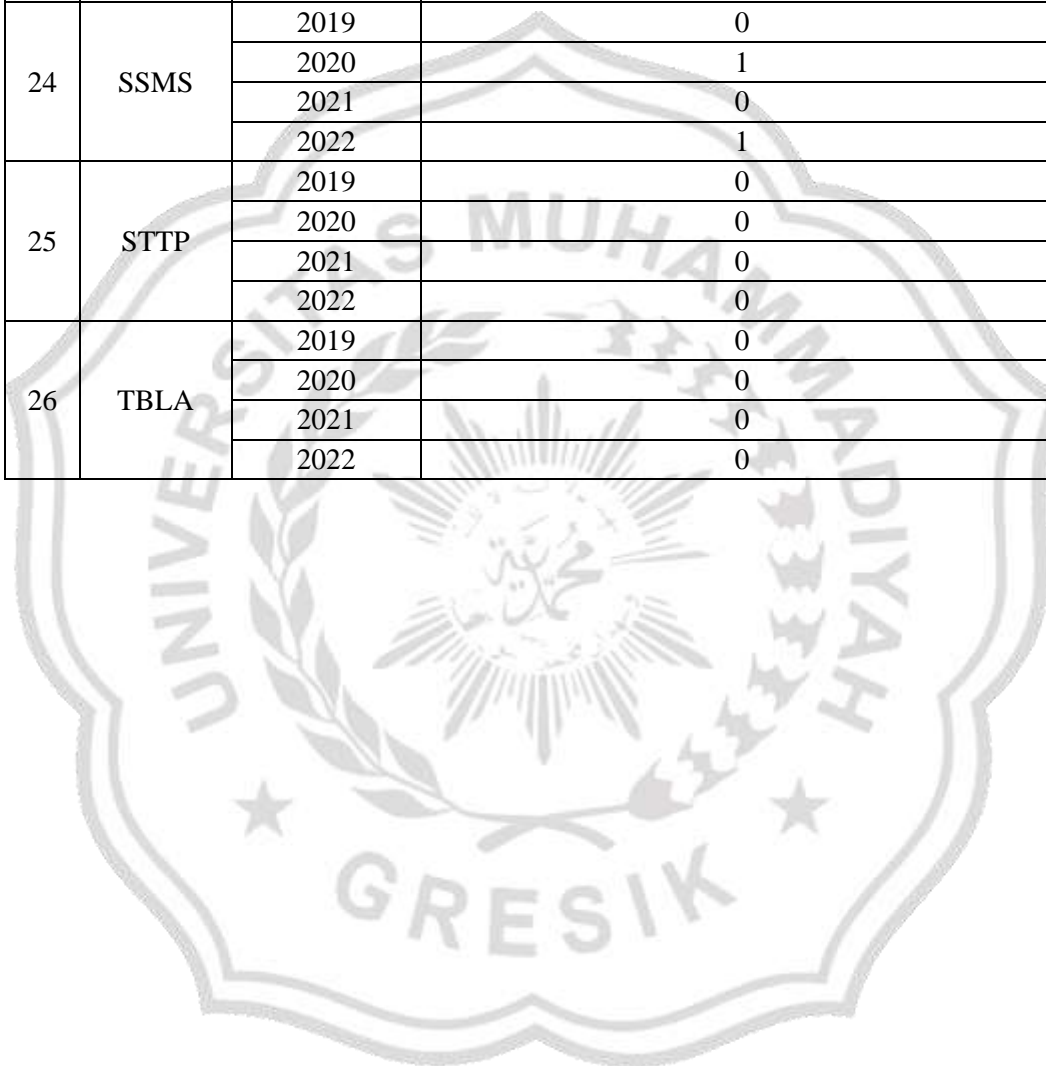 24 SSMS 2019 0
2020 1
2021 0
2022 1
25 STTP 2019 0
2020 0
2021 0
2022 0
26 TBLA 2019 0
2020 0
2021 0
2022 0
UNIVERSITAS MUHAMMADIYAH
محمد
GRESIK